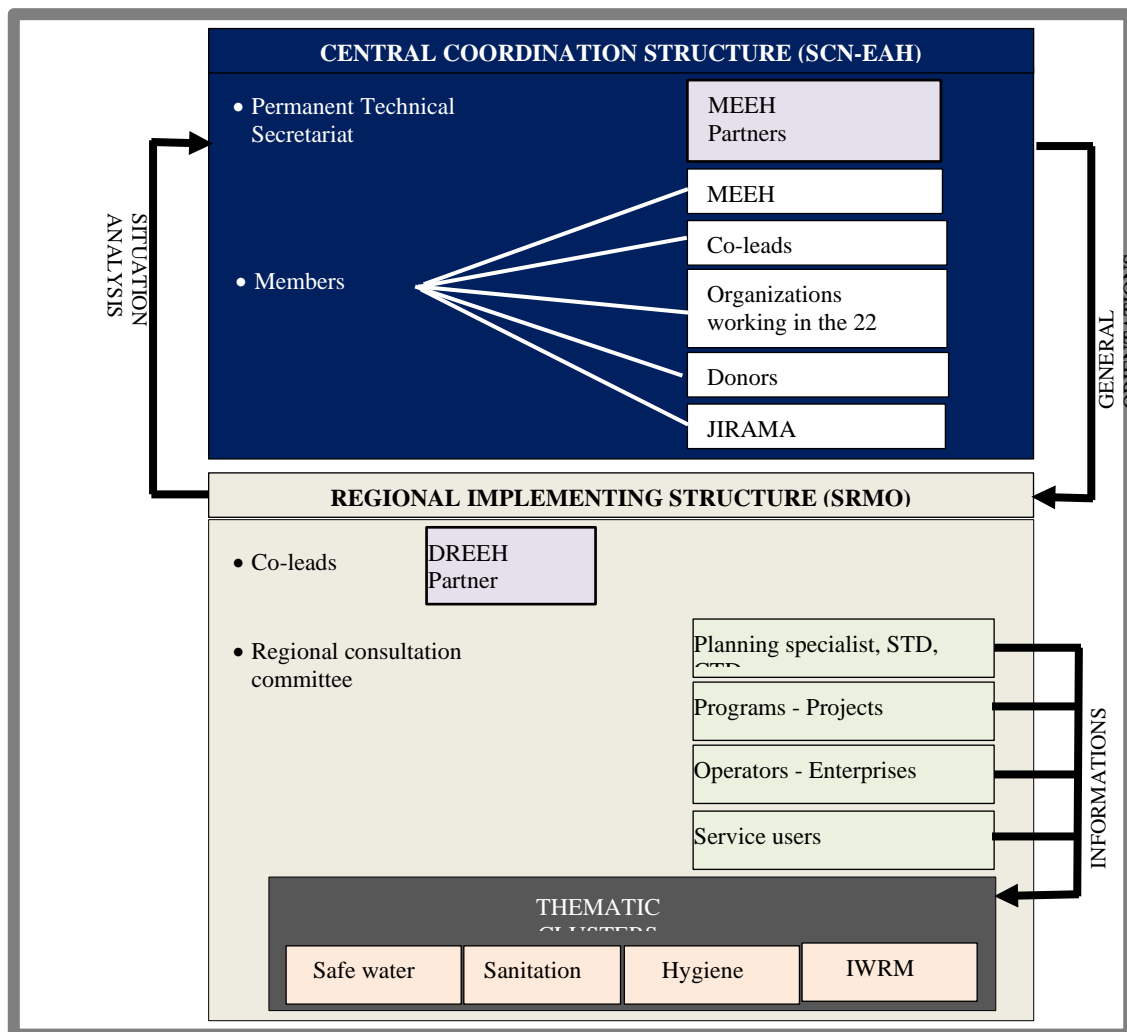 CENTRAL COORDINATION STRUCTURE (SCN-EAH)
• Permanent Technical
Secretariat
MEEH
Partners
MEEH
Co-leads
• Members
Organizations
working in the 22
Donors
JIRAMA
SITUATION
ANALYSIS
GENERAL
REGIONAL IMPLEMENTING STRUCTURE (SRMO)
• Co-leads
DREEH
Partner
• Regional consultation
committee
Planning specialist, STD,
Programs - Projects
Operators - Enterprises
Service users
INFORMATIONS
THEMATIC
Safe water
Sanitation
Hygiene
IWRM